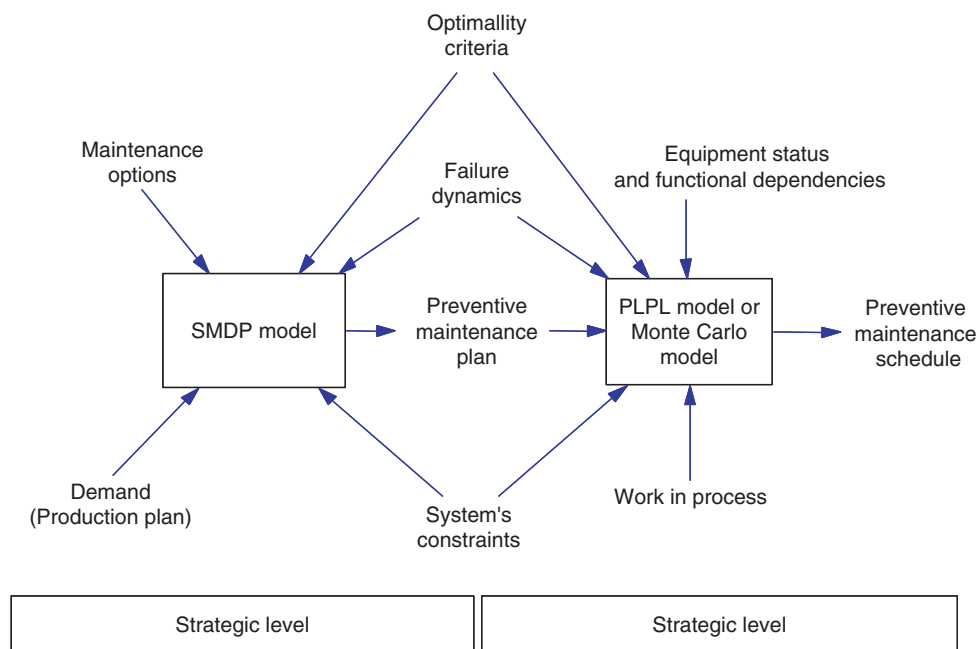 Optimallity
criteria
Maintenance
options
Failure
dynamics
Equipment status
and functional dependencies
SMDP model
Preventive
maintenance
plan
PLPL model or
Monte Carlo
model
Preventive
maintenance
schedule
Demand
(Production plan)
System's
constraints
Work in process
Strategic level
Strategic level